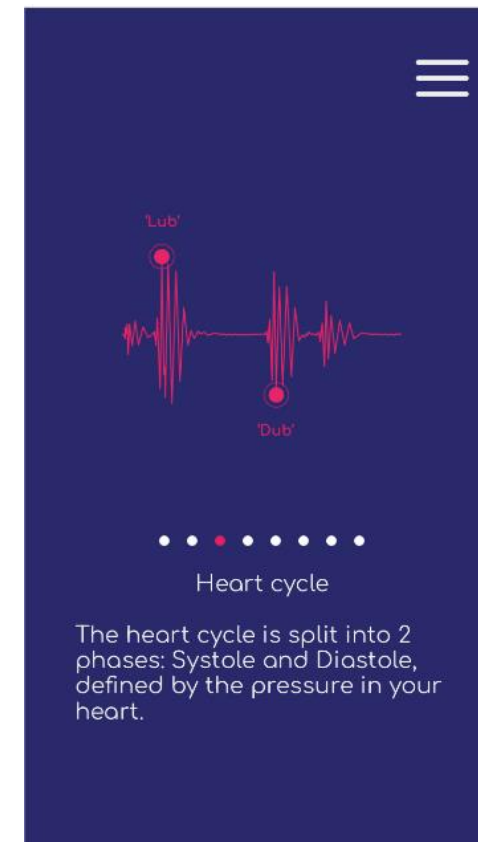 'Lub'
'Dub'
Heart cycle
The heart cycle is split into 2
phases: Systole and Diastole,
defined by the pressure in your
heart.